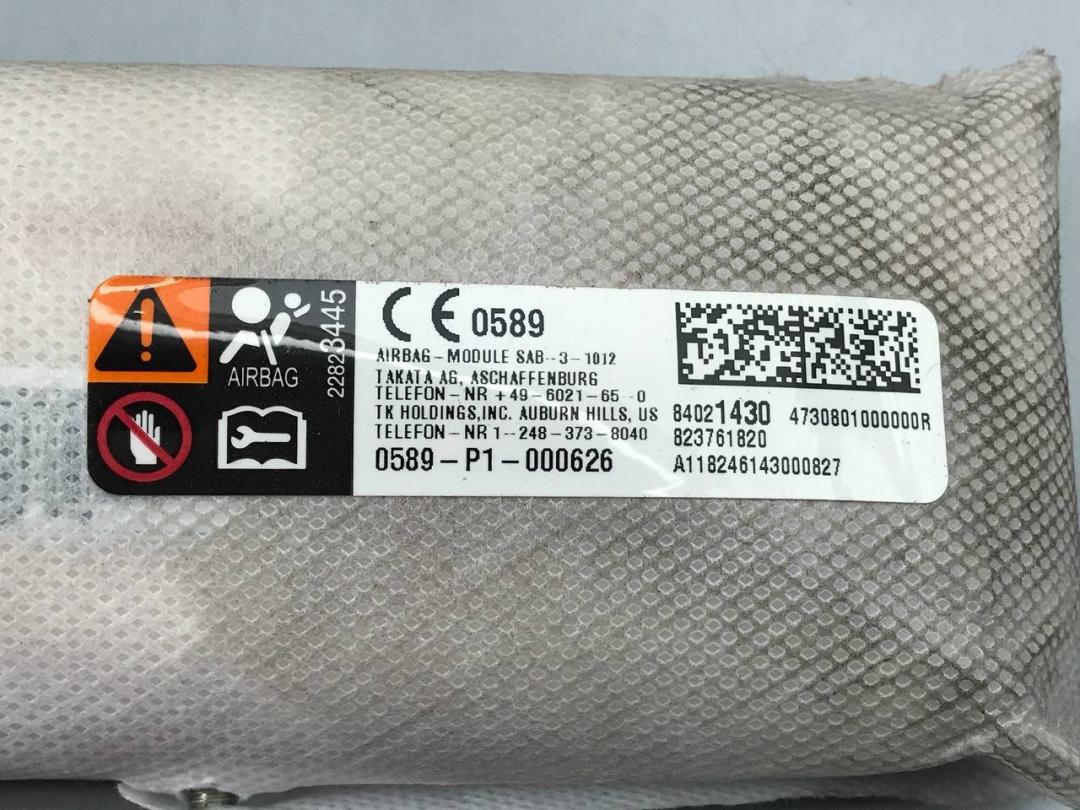 AIRBAG
22823445
CE 0589
AIRBAG-MODULE SAB-3-1012
TAKATA AG, ASCHAFFENBURG
TELEFON-NR +49-6021-65-0
TK HOLDINGS,INC. AUBURN HILLS, US
TELEFON-NR 1-248-373-8040
0589-P1-000626
84021430 4730801000000R
823761820
A118246143000827